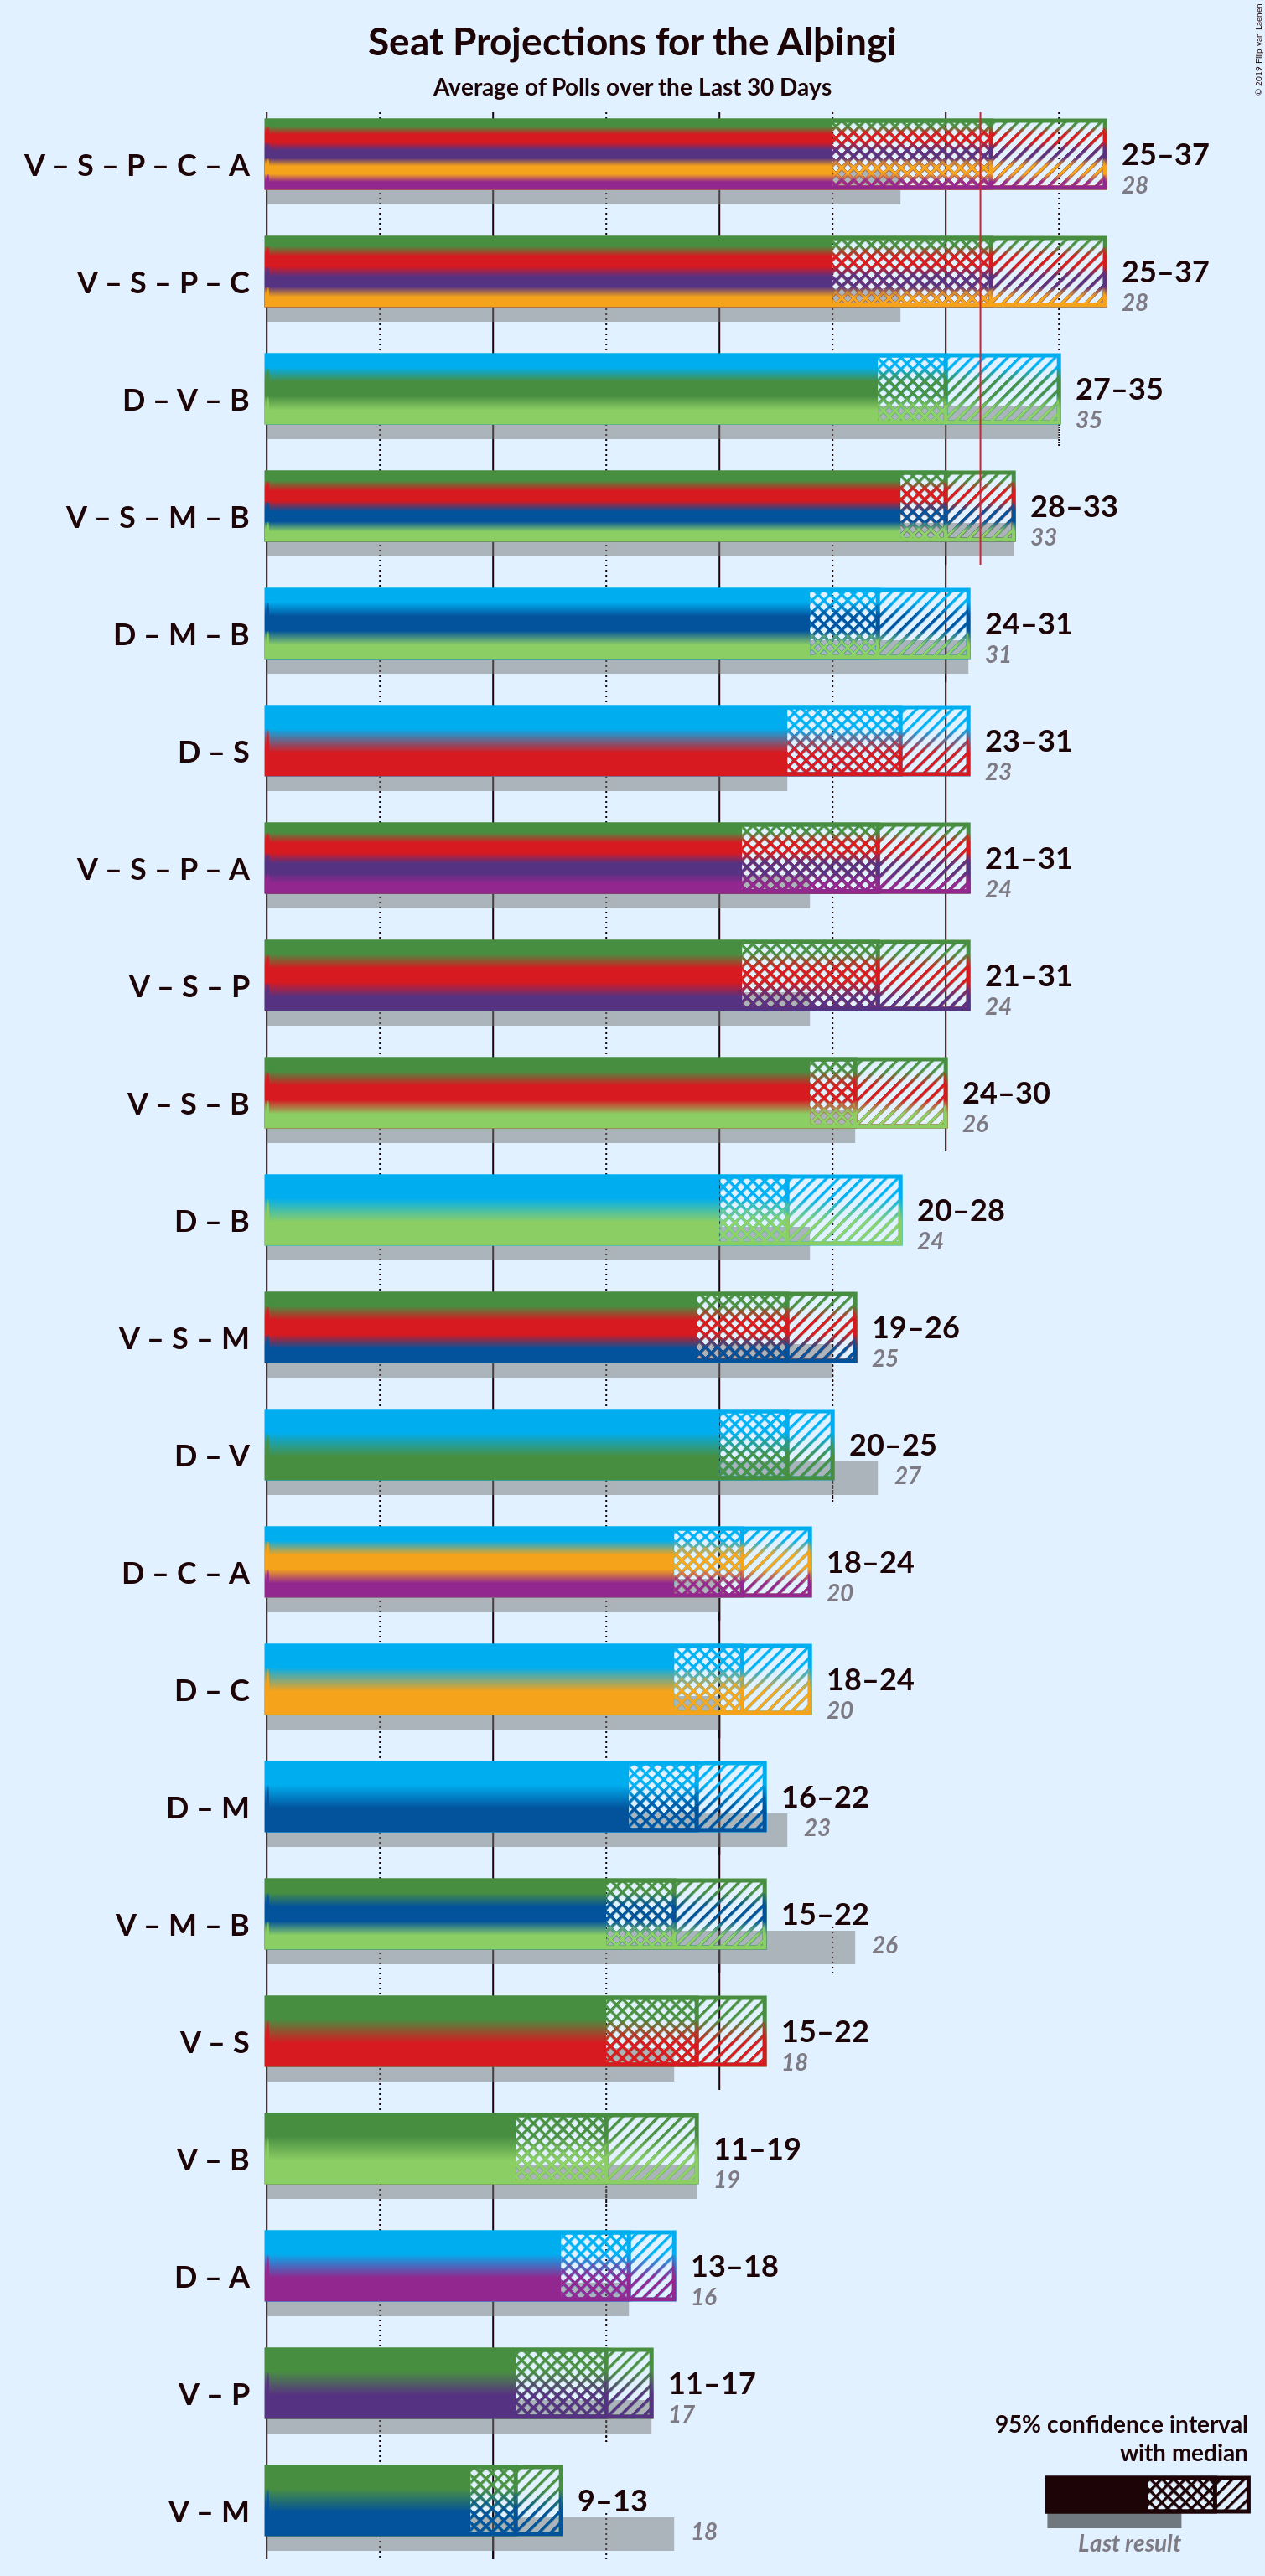 Seat Projections for the Alþingi
Average of Polls over the Last 30 Days
© 2019 Filip van Laenen
V – S – P – C – A
25–37
28
V – S – P – C
25–37
28
D – V – B
27–35
35
V – S – M – B
28–33
33
D – M – B
24–31
31
D – S
23–31
23
V – S – P – A
21–31
24
V – S – P
21–31
24
V – S – B
24–30
26
D – B
20–28
24
V – S – M
19–26
25
D – V
20–25
27
D – C – A
18–24
20
D – C
18–24
20
D – M
16–22
23
V – M – B
15–22
26
V – S
15–22
18
V – B
11–19
19
D – A
13–18
16
V – P
11–17
17
V – M
9–13
18
95% confidence interval
with median
Last result